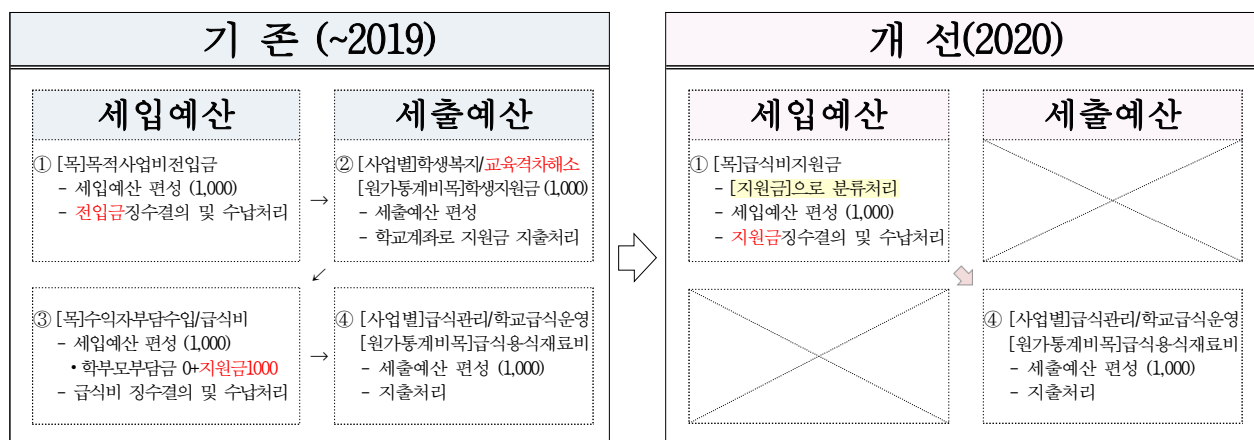 기 존 (~2019)
세입예산
① [목]목적사업비전입금
- 세입예산 편성 (1,000)
- 전입금징수결의 및 수납처리
→
세출예산
② [사업별]학생복지/교육격차해소
[원가통계비목]학생지원금 (1,000)
- 세출예산 편성
- 학교계좌로 지원금 지출처리
↙
③ [목]수익자부담수입/급식비
- 세입예산 편성 (1,000)
• 학부모부담금 0+지원금1000
- 급식비 징수결의 및 수납처리
→
④ [사업별]급식관리/학교급식운영
[원가통계비목]급식용식재료비
- 세출예산 편성 (1,000)
- 지출처리
개 선(2020)
세입예산
① [목]급식비지원금
- [지원금]으로 분류처리
- 세입예산 편성 (1,000)
- 지원금징수결의 및 수납처리
세출예산
④ [사업별]급식관리/학교급식운영
[원가통계비목]급식용식재료비
- 세출예산 편성 (1,000)
- 지출처리